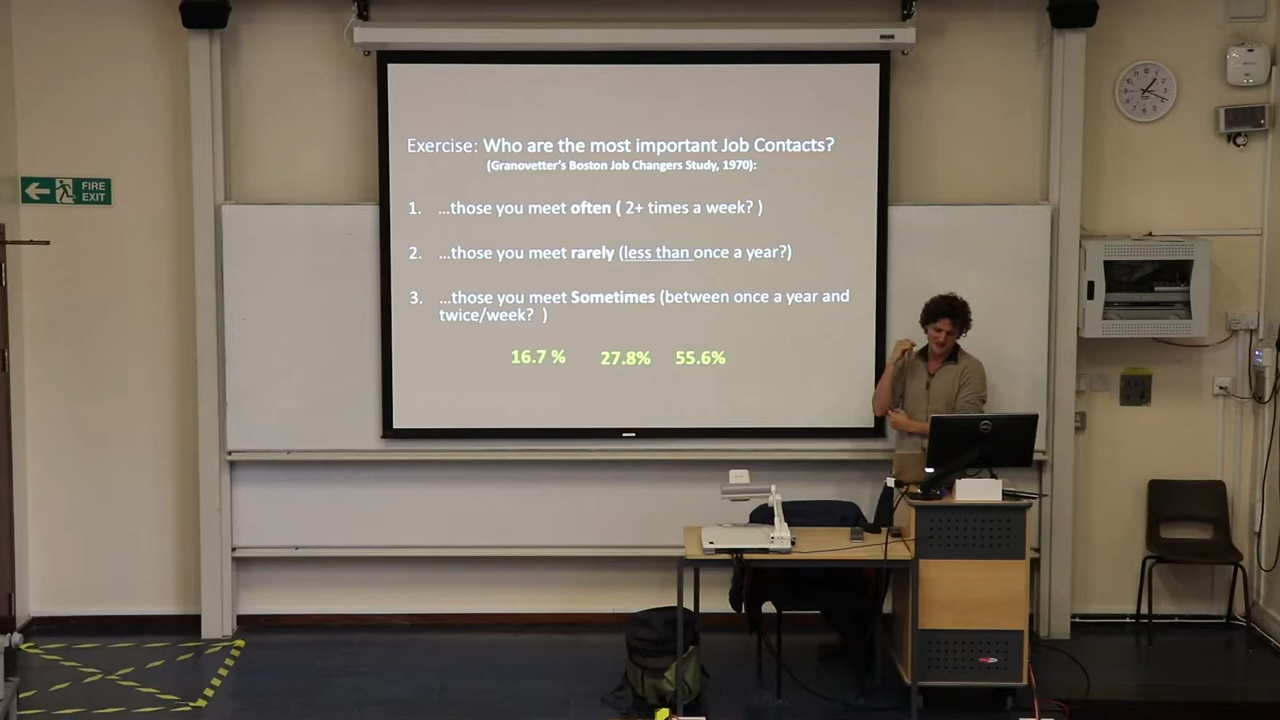 Exercise: Who are the most important Job Contacts?
(Granovetter's Boston Job Changers Study, 1970):
1. ...those you meet often ( 2+ times a week? )
2. ...those you meet rarely (less than once a year?)
3. ...those you meet Sometimes (between once a year and
twice/week? )
16.7 % 27.8% 55.6%
FIRE
EXIT
DELL